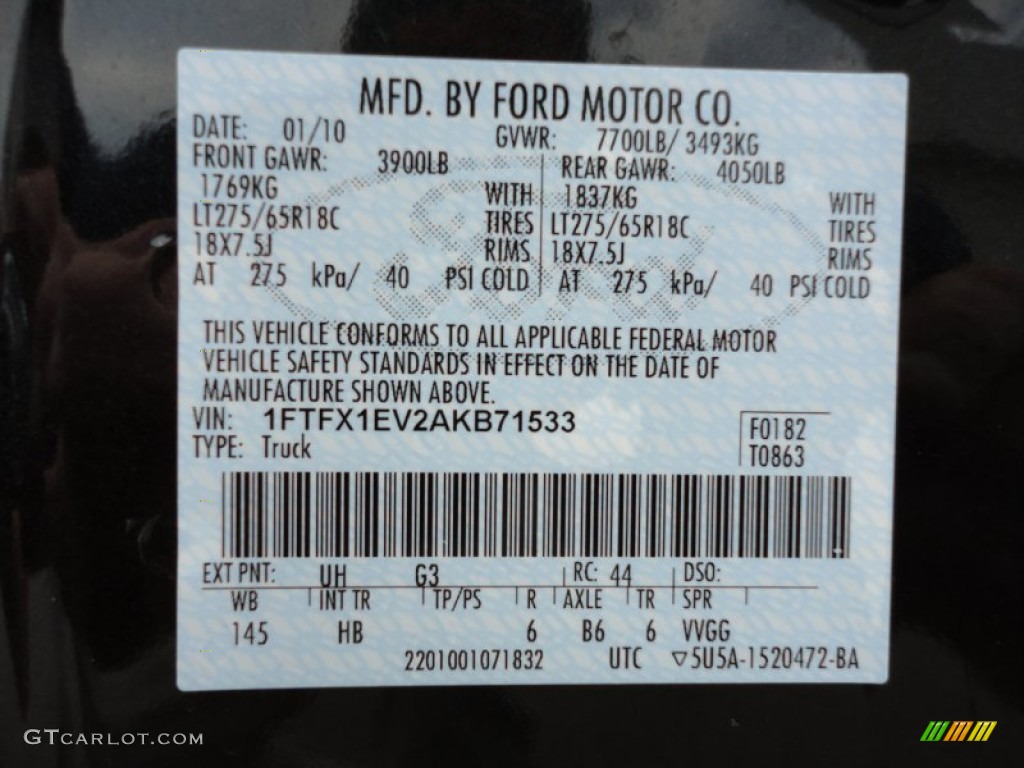 MFD. BY FORD MOTOR CO.
DATE: 01/10 GVWR: 7700LB/ 3493KG
FRONT GAWR: 3900LB REAR GAWR: 4050LB
1769KG WITH 1837KG WITH
LT275/65R18C TIRES LT275/65R18C TIRES
18X7.5J RIMS 18X7.5J RIMS
AT 275 kPa/ 40 PSI COLD AT 275 kPa/ 40 PSI COLD
THIS VEHICLE CONFORMS TO ALL APPLICABLE FEDERAL MOTOR
VEHICLE SAFETY STANDARDS IN EFFECT ON THE DATE OF
MANUFACTURE SHOWN ABOVE.
VIN: 1FTFX1EV2AKB71533 F0182
TYPE: Truck T0863
EXT PNT: UH G3 RC: 44 DSO:
WB INT TR TP/PS R AXLE TR SPR
145 HB 6 B6 6 VVGG
2201001071832 UTC ▽5U5A-1520472-BA
GTCARLOT.COM